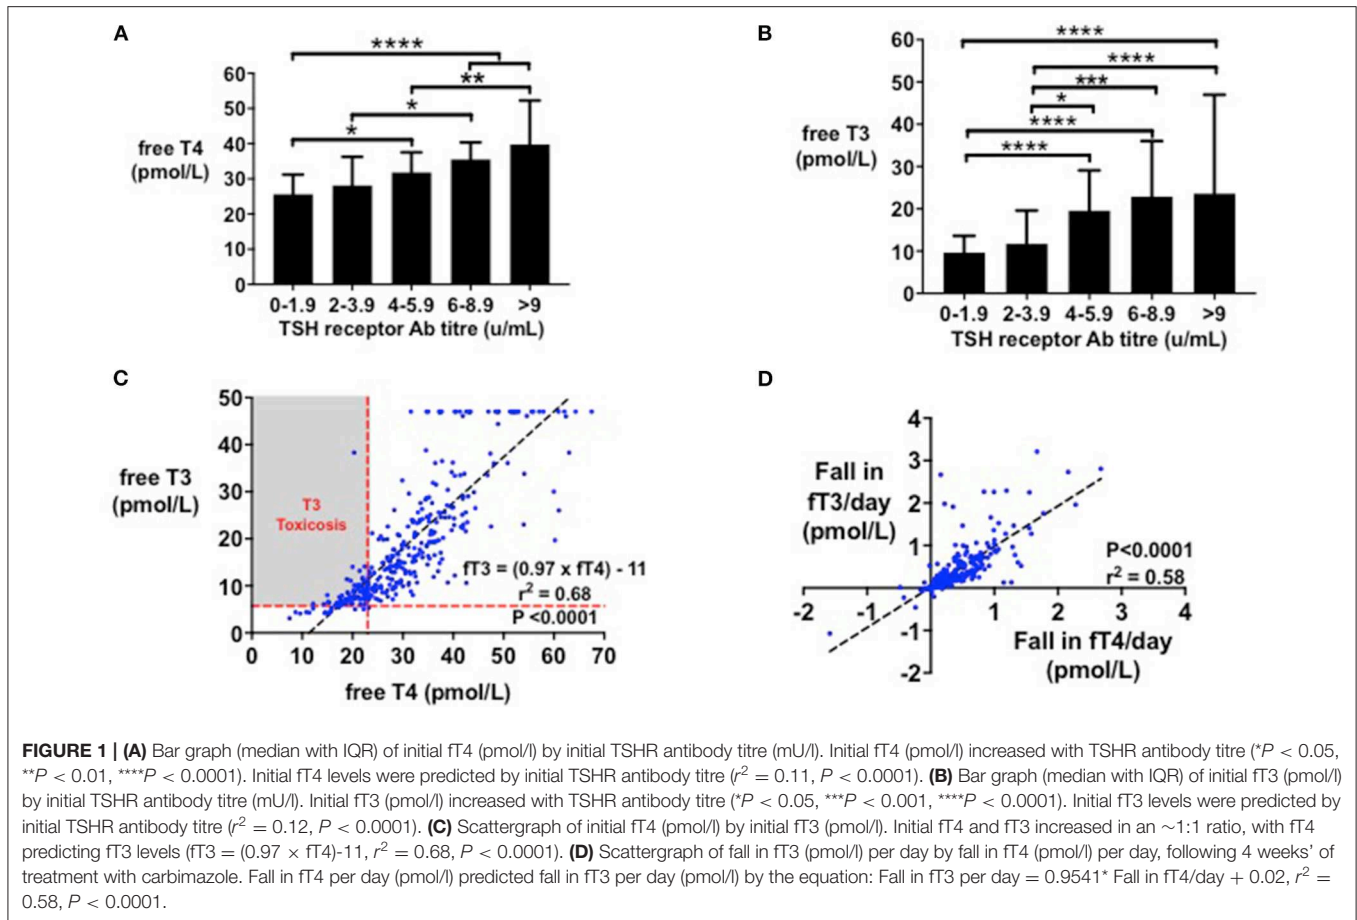 A
****
**
*
*
60
50
40
30
20
10
0
free T4
(pmol/L)
0-1.9 2-3.9 4-5.9 6-8.9 >9
TSH receptor Ab titre (u/mL)
B
****
****
***
*
****
****
60
50
40
30
20
10
0
free T3
(pmol/L)
0-1.9 2-3.9 4-5.9 6-8.9 >9
TSH receptor Ab titre (u/mL)
C
50
40
30
20
10
0
free T3
(pmol/L)
T3
Toxicosis
fT3 = (0.97 x fT4) - 11
r² = 0.68
P <0.0001
0 10 20 30 40 50 60 70
free T4 (pmol/L)
D
4
3
2
1
-1
-2
Fall in
fT3/day
(pmol/L)
P<0.0001
r² = 0.58
-2 -1 0 1 2 3 4
Fall in fT4/day
(pmol/L)
FIGURE 1 | (A) Bar graph (median with IQR) of initial fT4 (pmol/l) by initial TSHR antibody titre (mU/l). Initial fT4 (pmol/l) increased with TSHR antibody titre (*P < 0.05,
**P < 0.01, ****P < 0.0001). Initial fT4 levels were predicted by initial TSHR antibody titre (r² = 0.11, P < 0.0001). (B) Bar graph (median with IQR) of initial fT3 (pmol/l)
by initial TSHR antibody titre (mU/l). Initial fT3 (pmol/l) increased with TSHR antibody titre (*P < 0.05, ***P < 0.001, ****P < 0.0001). Initial fT3 levels were predicted by
initial TSHR antibody titre (r² = 0.12, P < 0.0001). (C) Scattergraph of initial fT4 (pmol/l) by initial fT3 (pmol/l). Initial fT4 and fT3 increased in an ∼1:1 ratio, with fT4
predicting fT3 levels (fT3 = (0.97 × fT4)-11, r² = 0.68, P < 0.0001). (D) Scattergraph of fall in fT3 (pmol/l) per day by fall in fT4 (pmol/l) per day, following 4 weeks' of
treatment with carbimazole. Fall in fT4 per day (pmol/l) predicted fall in fT3 per day (pmol/l) by the equation: Fall in fT3 per day = 0.9541* Fall in fT4/day + 0.02, r² =
0.58, P < 0.0001.